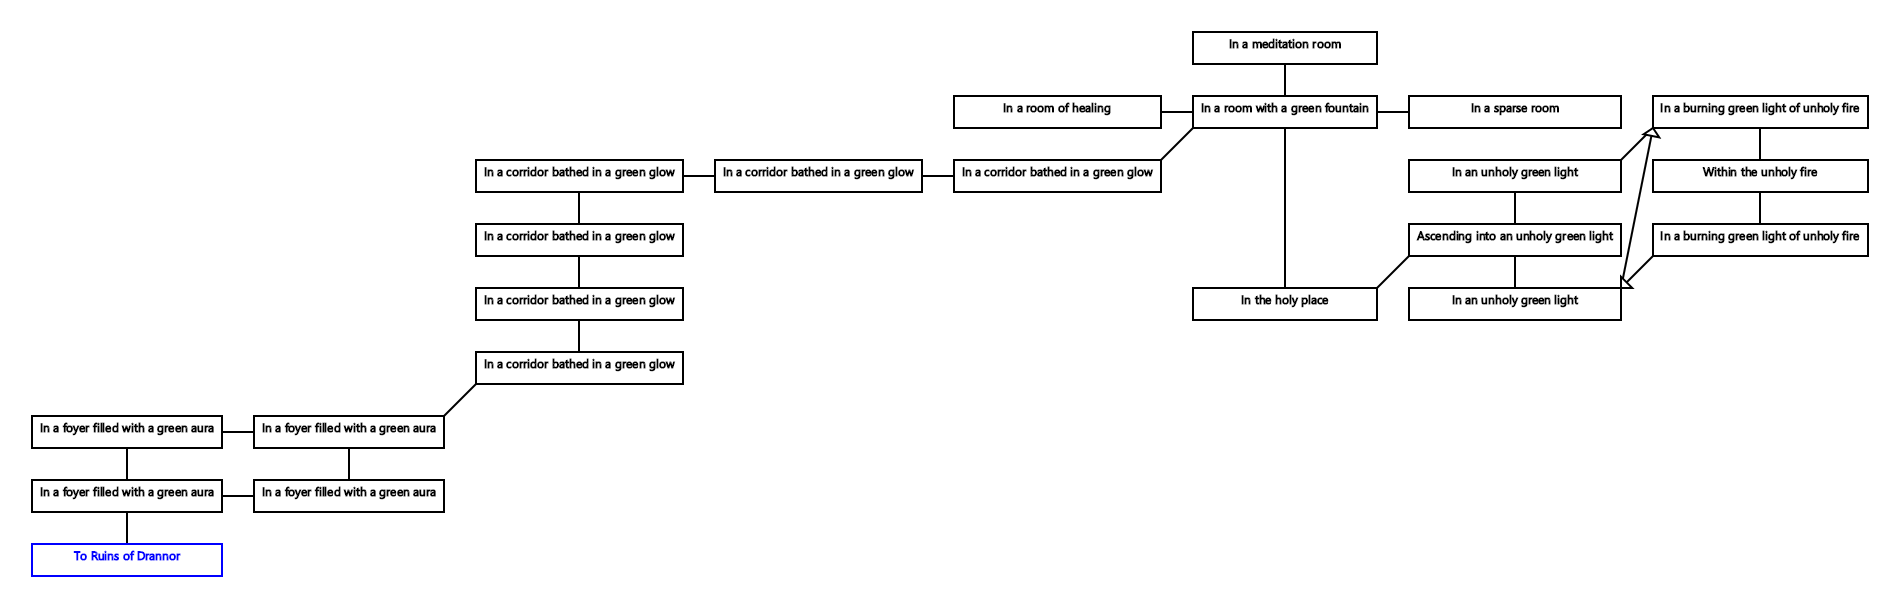 In a meditation room
In a room of healing
In a room with a green fountain
In a sparse room
In a burning green light of unholy fire
In a corridor bathed in a green glow
In a corridor bathed in a green glow
In a corridor bathed in a green glow
In an unholy green light
Within the unholy fire
In a corridor bathed in a green glow
Ascending into an unholy green light
In a burning green light of unholy fire
In a corridor bathed in a green glow
In the holy place
In an unholy green light
In a corridor bathed in a green glow
In a foyer filled with a green aura
In a foyer filled with a green aura
In a foyer filled with a green aura
In a foyer filled with a green aura
To Ruins of Drannor